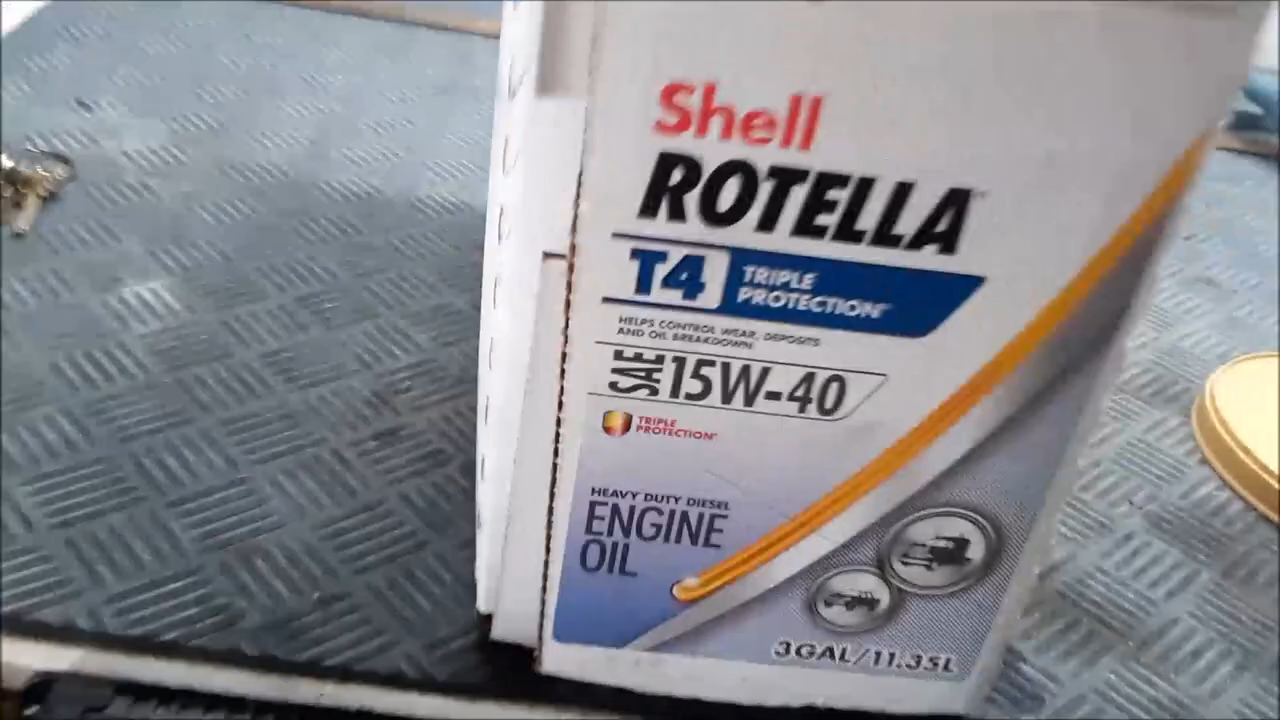 Shell
ROTELLA
T4 TRIPLE
PROTECTION
HELPS CONTROL WEAR, DEPOSITS
AND OIL BREAKDOWN
SAE 15W-40
TRIPLE
PROTECTION
HEAVY DUTY DIESEL
ENGINE
OIL
3GAL/11.35L